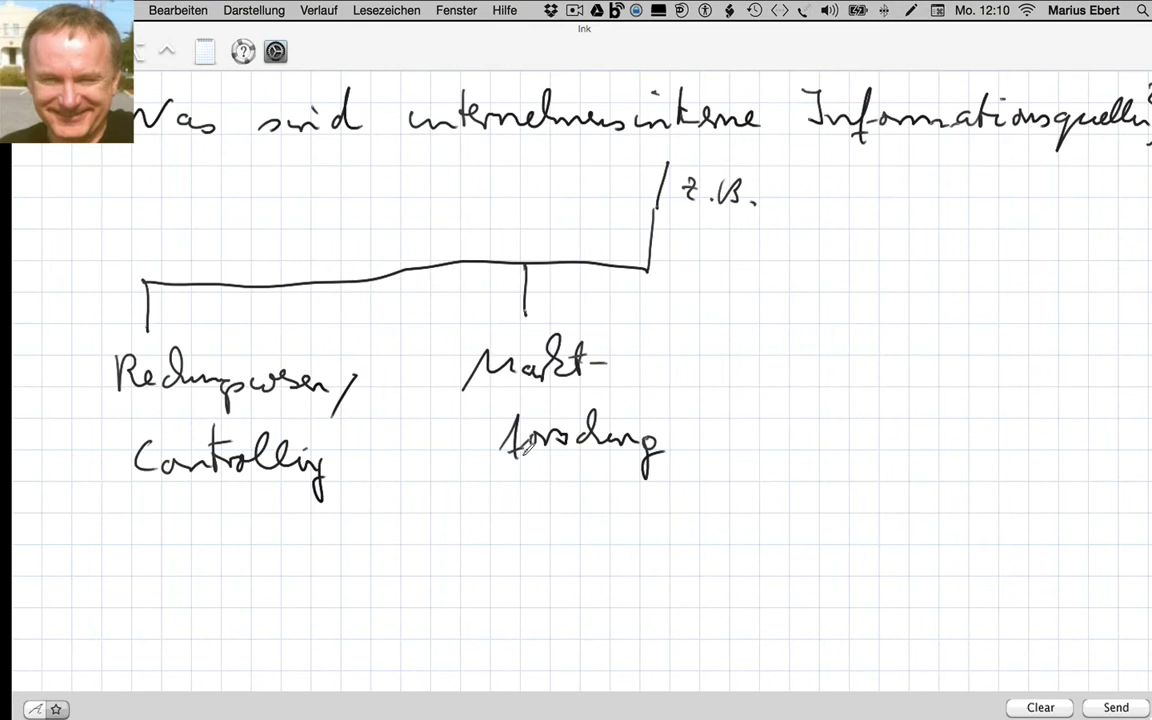 Bearbeiten Darstellung Verlauf Lesezeichen Fenster Hilfe Mo. 12:10 Marius Ebert
Ink
Was sind unternehmensinterne Informationsquellen?
z.B.
Rechnungswesen/ Markt-
Controlling forschung
Clear Send